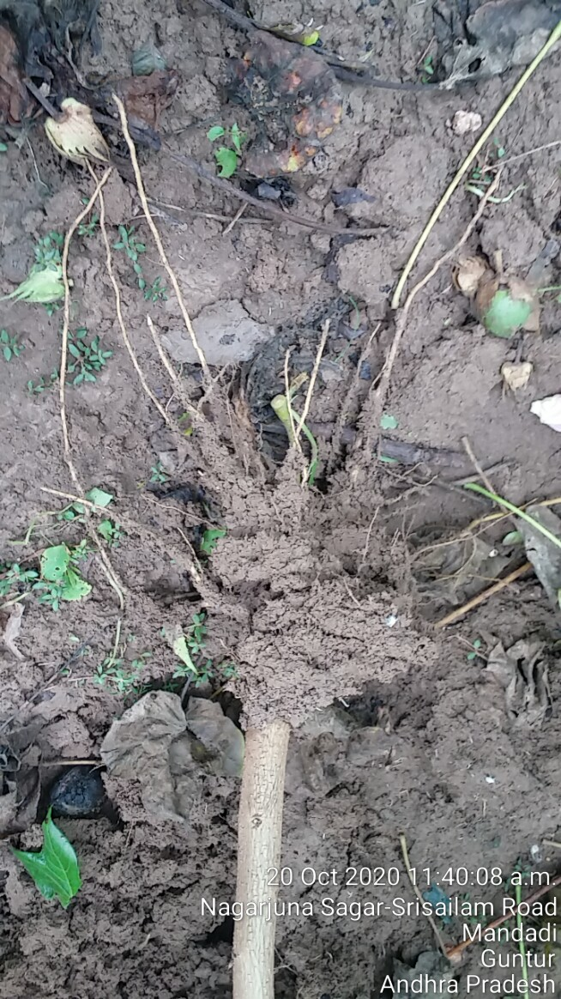 20 Oct 2020 11:40:08 a.m.
Nagarjuna Sagar-Srisailam Road
Mandadi
Guntur
Andhra Pradesh